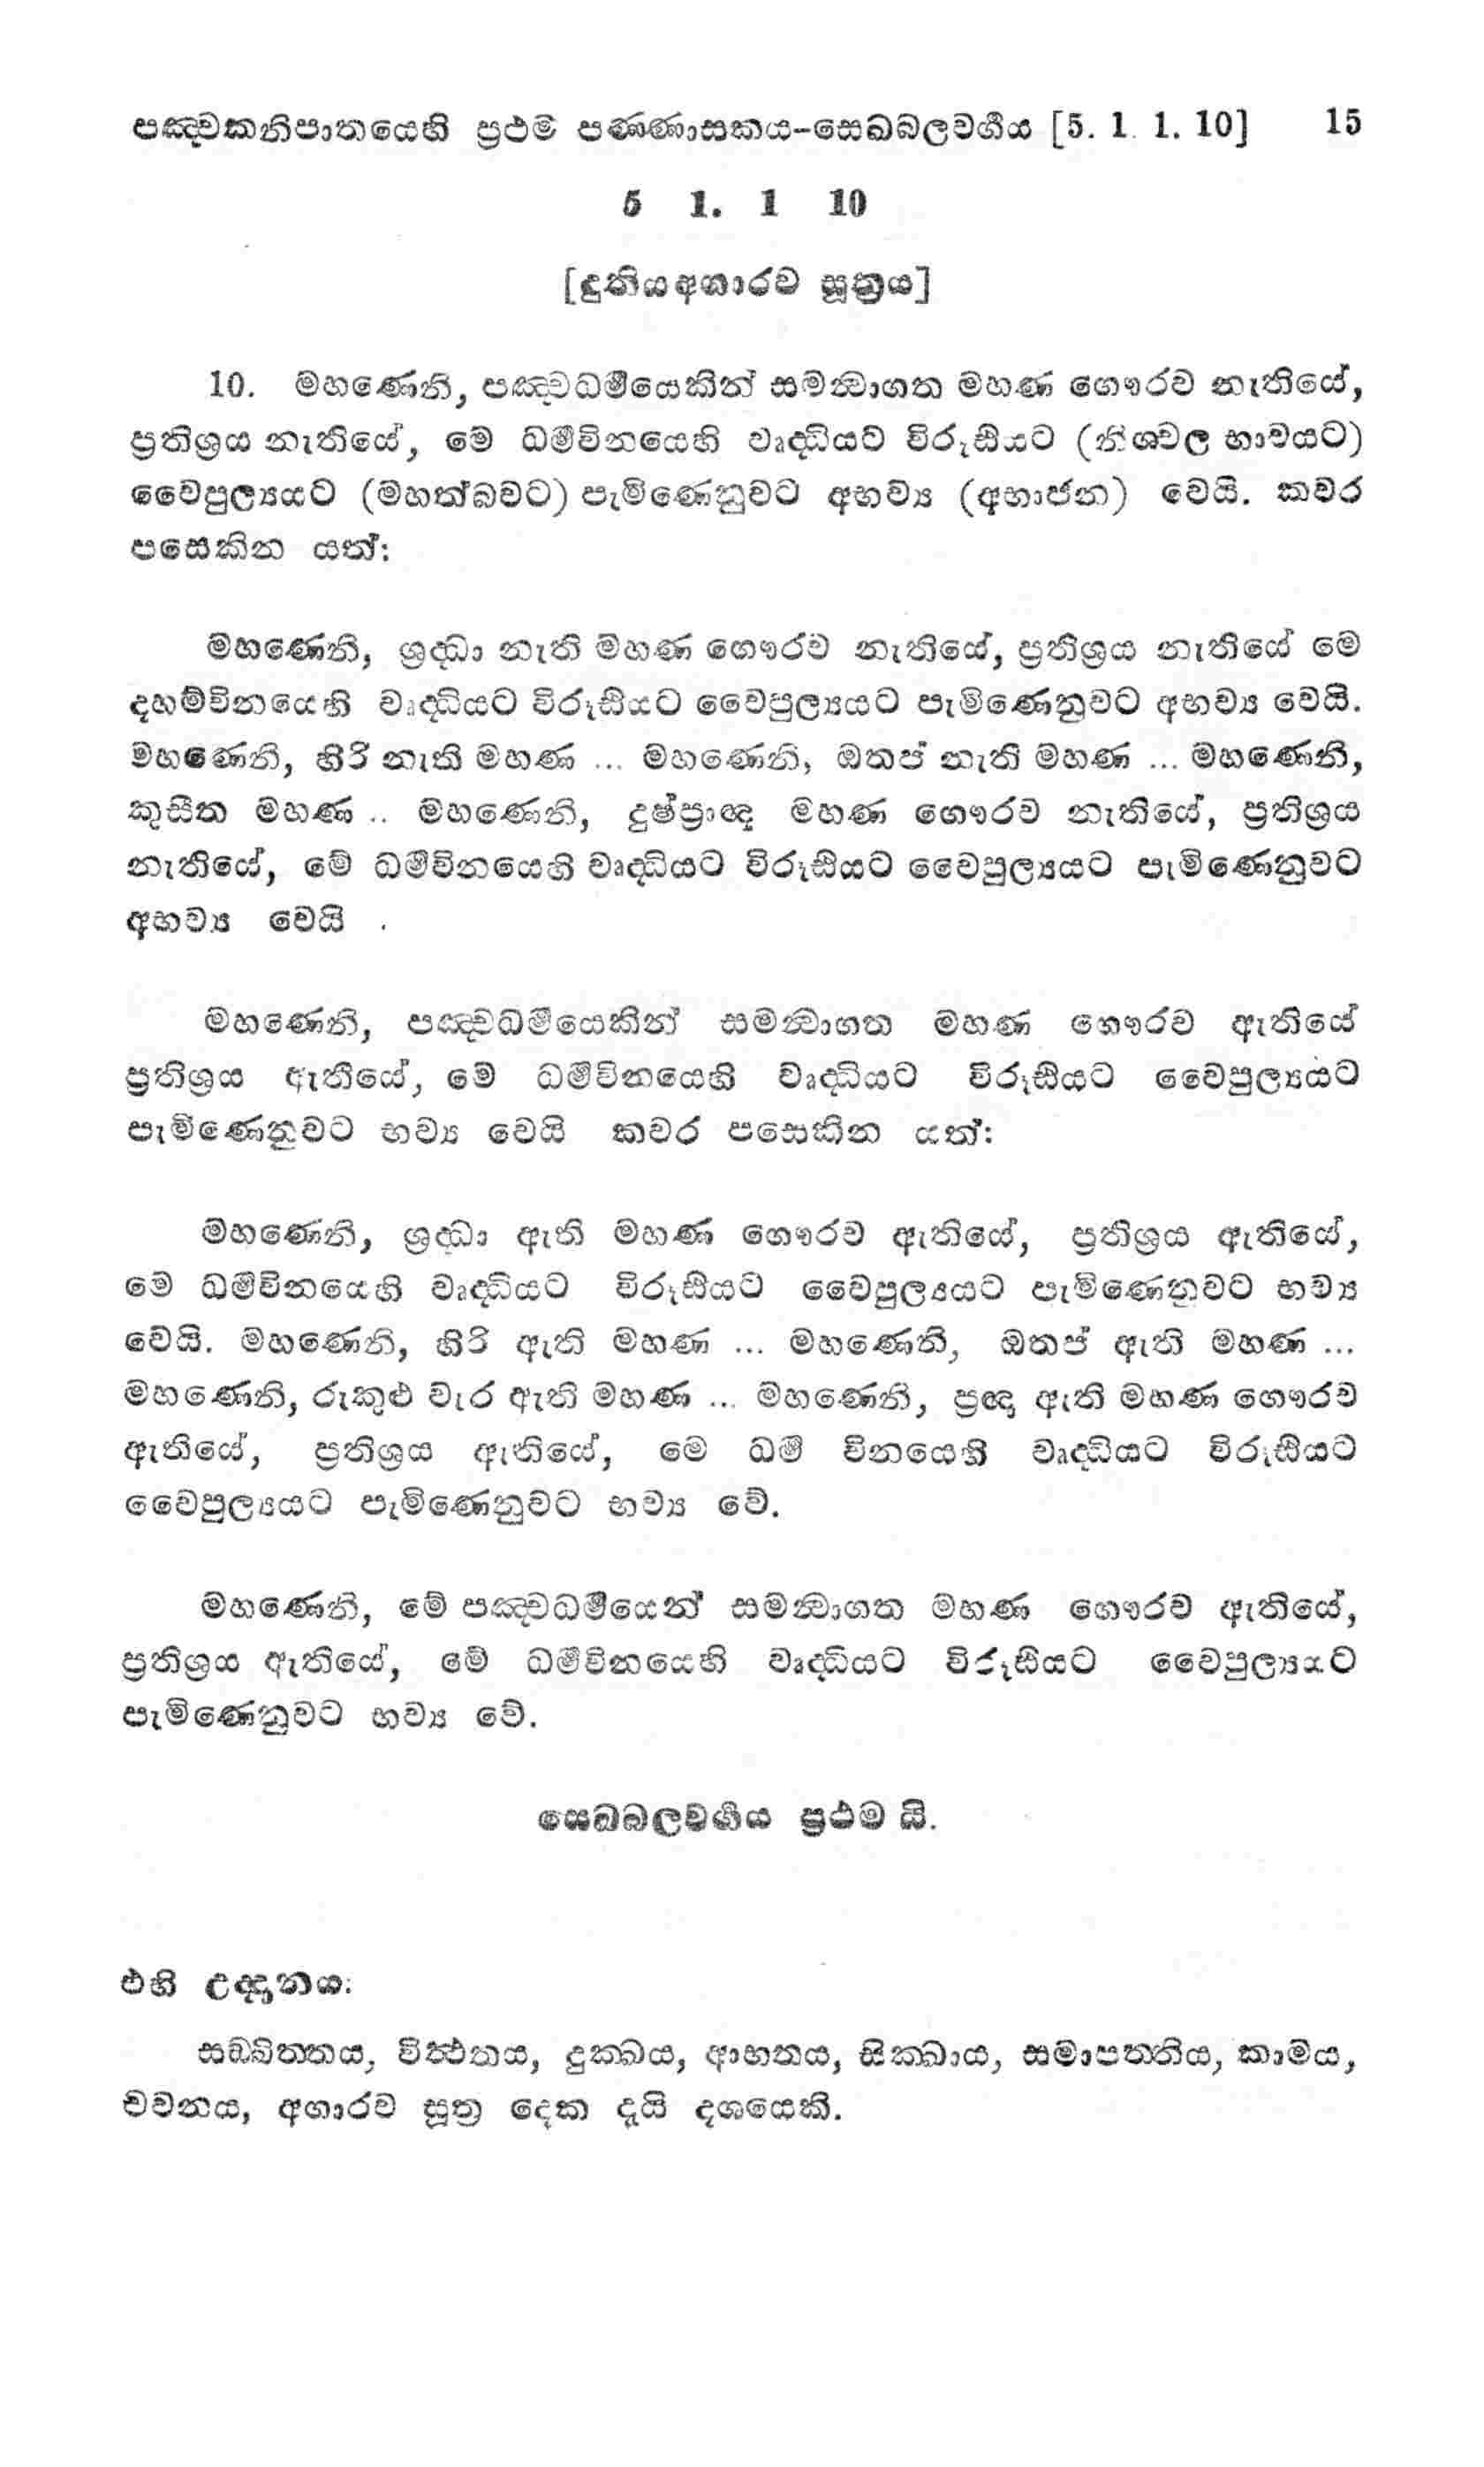 පඤ්චකනිපාතයෙහි ප්‍රථම පණ්ණාසකය-සෙඛබලවර්ගය [5. 1. 1. 10] 15
5 1. 1 10
[දුතියඅගාරව සූත්‍රය]
10. මහණෙනි, පඤ්චධර්මයෙකින් සමන්‍වාගත මහණ ගෞරව නැතියේ,
ප්‍රතිශ්‍රය නැතියේ, මේ ධර්මවිනයෙහි වෘද්ධියට විරූඪියට (නිශ්චල භාවයට)
වෛපුල්‍යයට (මහත්බවට) පැමිණෙනුවට අභව්‍ය (අභාජන) වෙයි. කවර
පසෙකින යත්:
මහණෙනි, ශ්‍රද්ධා නැති මහණ ගෞරව නැතියේ, ප්‍රතිශ්‍රය නැතියේ මේ
දහම්විනයෙහි වෘද්ධියට විරූඪියට වෛපුල්‍යයට පැමිණෙනුවට අභව්‍ය වෙයි.
මහණෙනි, හිරි නැති මහණ ... මහණෙනි, ඔතප් නැති මහණ ... මහණෙනි,
කුසීත මහණ .. මහණෙනි, දුෂ්ප්‍රාඥ මහණ ගෞරව නැතියේ, ප්‍රතිශ්‍රය
නැතියේ, මේ ධර්මවිනයෙහි වෘද්ධියට විරූඪියට වෛපුල්‍යයට පැමිණෙනුවට
අභව්‍ය වෙයි .
මහණෙනි, පඤ්චධර්මයෙකින් සමන්‍වාගත මහණ ගෞරව ඇතියේ
ප්‍රතිශ්‍රය ඇතියේ, මේ ධර්මවිනයෙහි වෘද්ධියට විරූඪියට වෛපුල්‍යයට
පැමිණෙනුවට භව්‍ය වෙයි කවර පසෙකින යත්:
මහණෙනි, ශ්‍රද්ධා ඇති මහණ ගෞරව ඇතියේ, ප්‍රතිශ්‍රය ඇතියේ,
මේ ධර්මවිනයෙහි වෘද්ධියට විරූඪියට වෛපුල්‍යයට පැමිණෙනුවට භව්‍ය
වෙයි. මහණෙනි, හිරි ඇති මහණ ... මහණෙනි, ඔතප් ඇති මහණ ...
මහණෙනි, රුකුළු වැර ඇති මහණ ... මහණෙනි, ප්‍රඥා ඇති මහණ ගෞරව
ඇතියේ, ප්‍රතිශ්‍රය ඇතියේ, මේ ධර්ම විනයෙහි වෘද්ධියට විරූඪියට
වෛපුල්‍යයට පැමිණෙනුවට භව්‍ය වේ.
මහණෙනි, මේ පඤ්චධර්මයෙන් සමන්‍වාගත මහණ ගෞරව ඇතියේ,
ප්‍රතිශ්‍රය ඇතියේ, මේ ධර්මවිනයෙහි වෘද්ධියට විරූඪියට වෛපුල්‍යයට
පැමිණෙනුවට භව්‍ය වේ.
සෙඛබලවර්ගය ප්‍රථම යි.
එහි උද්‍දානය:
සඞ්ඛිත්තය, විත්‍ථතය, දුක්ඛය, ආභතය, සික්ඛාය, සමාපත්තිය, කාමය,
චවනය, අගාරව සූත්‍ර දෙක දැයි දශයෙකි.